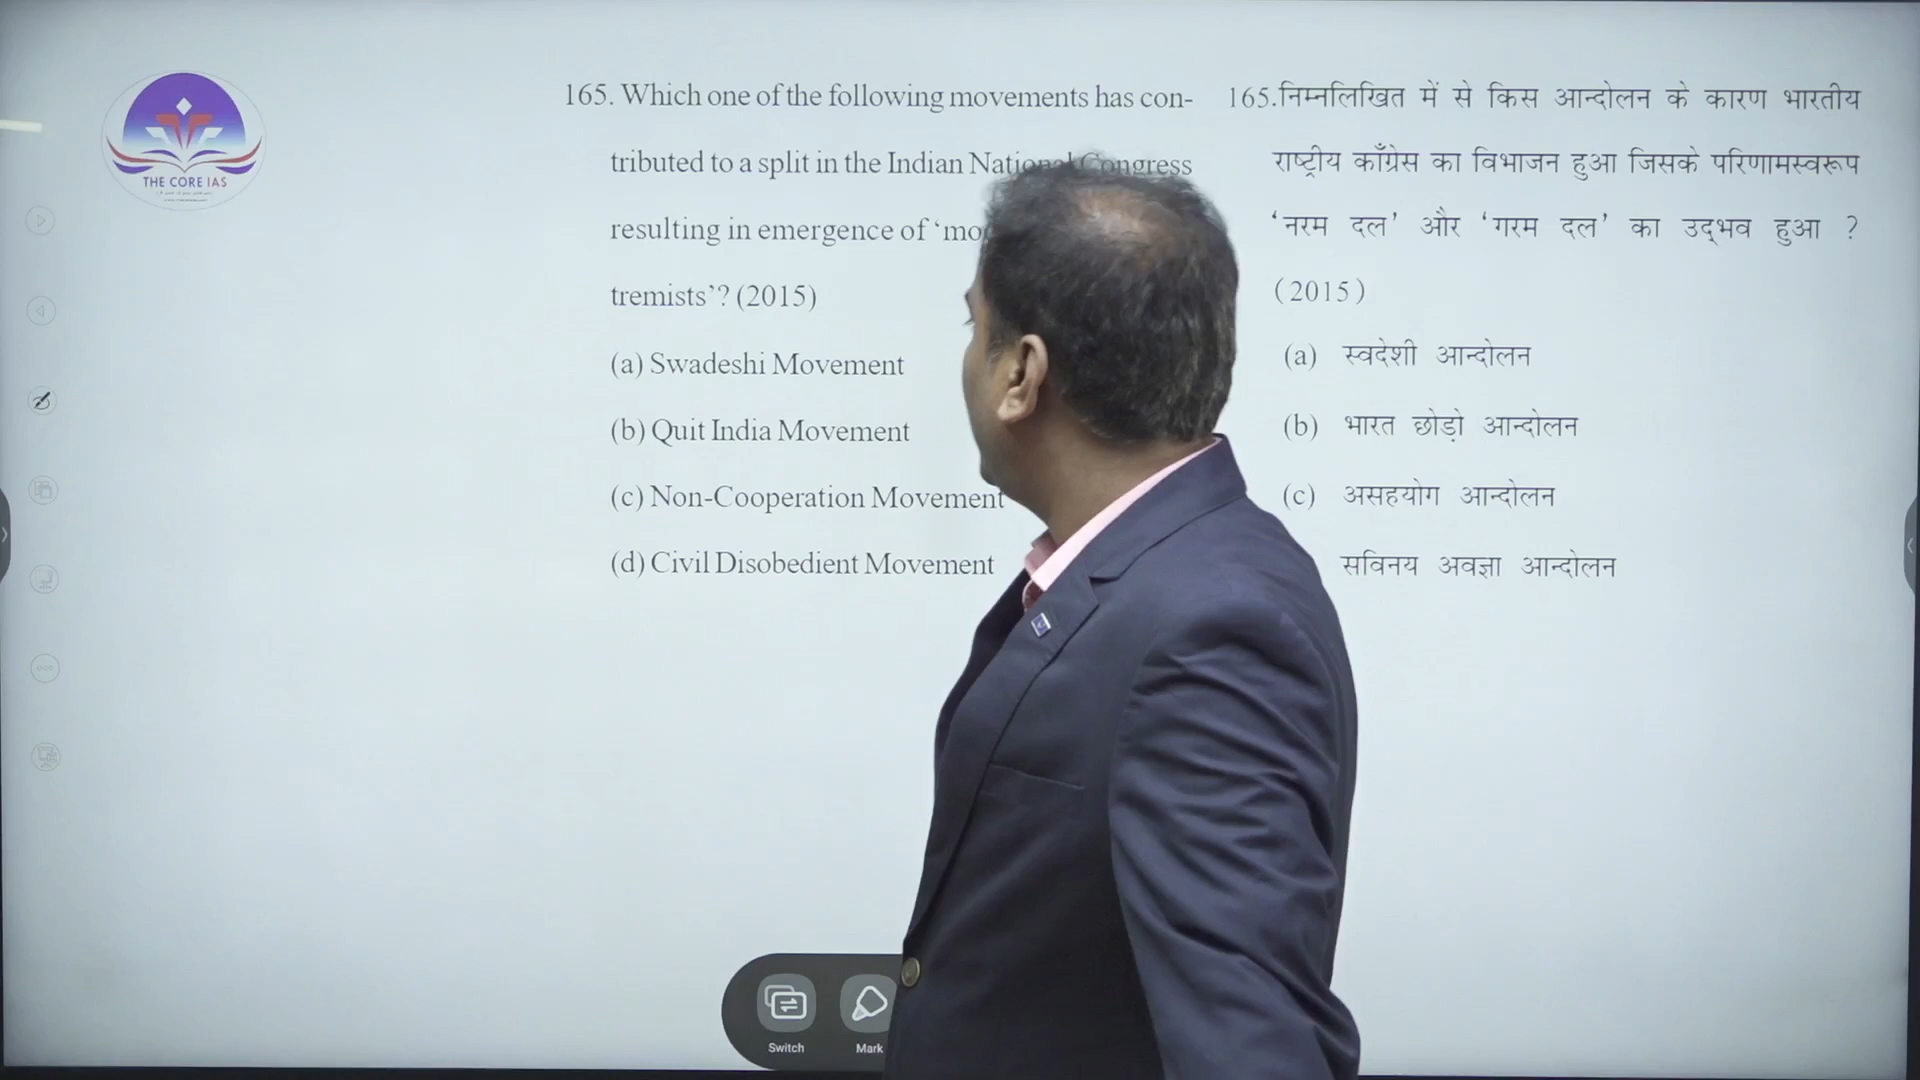 THE CORE IAS
165. Which one of the following movements has con-
tributed to a split in the Indian National Congress
resulting in emergence of ‘mo
tremists’? (2015)
(a) Swadeshi Movement
(b) Quit India Movement
(c) Non-Cooperation Movement
(d) Civil Disobedient Movement
165.निम्नलिखित में से किस आन्दोलन के कारण भारतीय
राष्ट्रीय काँग्रेस का विभाजन हुआ जिसके परिणामस्वरूप
‘नरम दल’ और ‘गरम दल’ का उद्भव हुआ ?
(2015)
(a) स्वदेशी आन्दोलन
(b) भारत छोड़ो आन्दोलन
(c) असहयोग आन्दोलन
सविनय अवज्ञा आन्दोलन
Switch
Mark